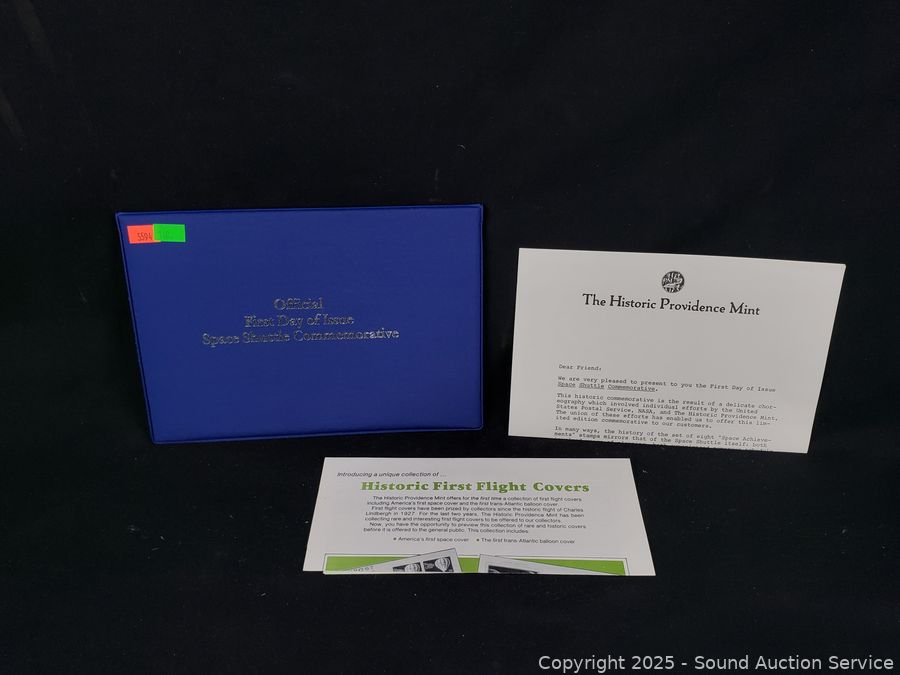 5594
Official
First Day of Issue
Space Shuttle Commemorative
The Historic Providence Mint
Dear Friend:
We are very pleased to present to you the First Day of Issue
Space Shuttle Commemorative.
This historic commemorative is the result of a delicate chor-
eography which involved individual efforts by the United
States Postal Service, NASA, and The Historic Providence Mint.
The union of these efforts has enabled us to offer this lim-
ited edition commemorative to our customers.
In many ways, the history of the set of eight "Space Achieve-
ments" stamps mirrors that of the Space Shuttle itself: both
Introducing a unique collection of ...
Historic First Flight Covers
The Historic Providence Mint offers for the first time a collection of first flight covers
including America's first space cover and the first trans-Atlantic balloon cover.
First flight covers have been prized by collectors since the historic flight of Charles
Lindbergh in 1927. For the last two years, The Historic Providence Mint has been
collecting rare and interesting first flight covers to be offered to our collectors.
Now, you have the opportunity to preview this collection of rare and historic covers
before it is offered to the general public. This collection includes:
• America's first space cover • The first trans-Atlantic balloon cover
Copyright © 2025 - Sound Auction Service